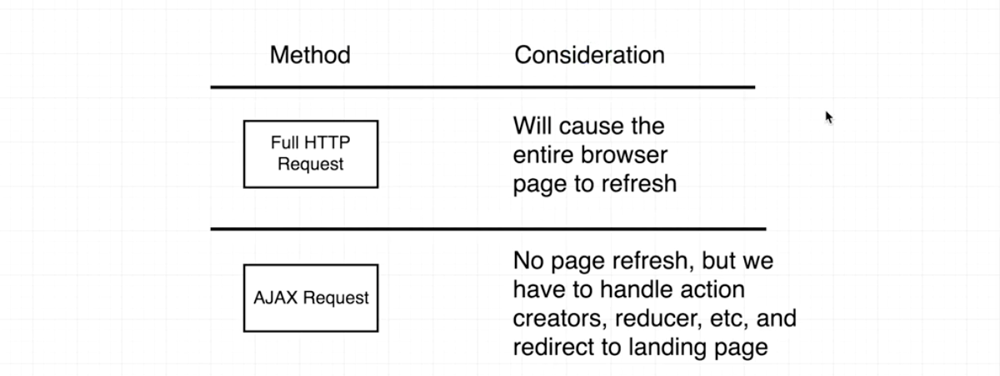 Method
Consideration
Full HTTP
Request
Will cause the
entire browser
page to refresh
AJAX Request
No page refresh, but we
have to handle action
creators, reducer, etc, and
redirect to landing page